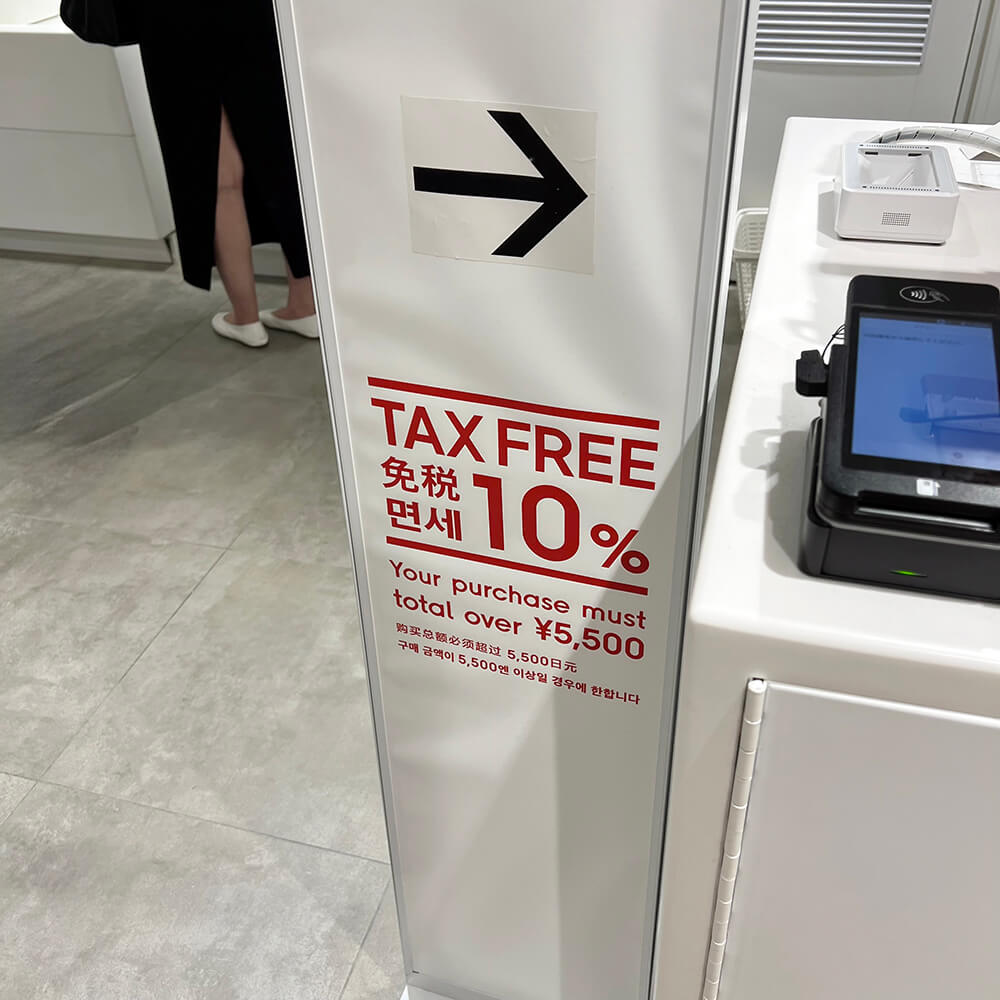 TAX FREE
免税
면세
10%
Your purchase must
total over ¥5,500
购买总额必须超过 5,500日元
구매 금액이 5,500엔 이상일 경우에 한합니다